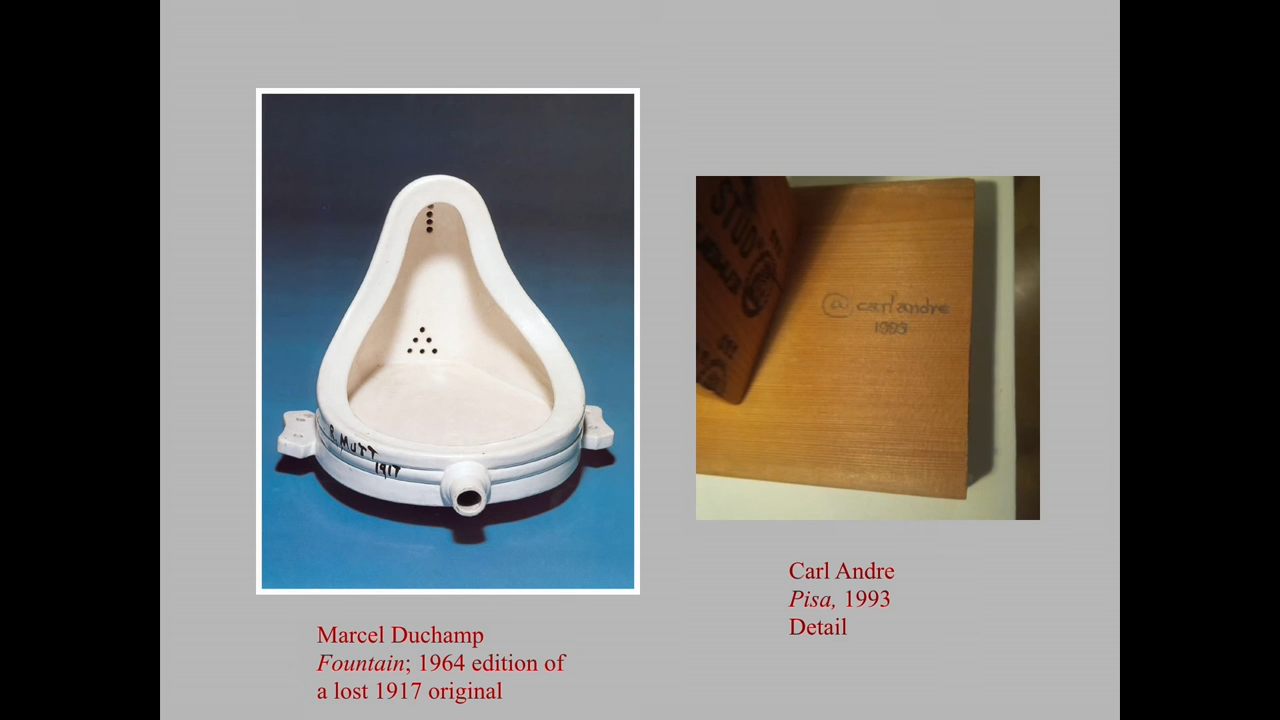 R. MUTT
1917
STUD
@ carl andre
1993
Carl Andre
Pisa, 1993
Detail
Marcel Duchamp
Fountain; 1964 edition of
a lost 1917 original